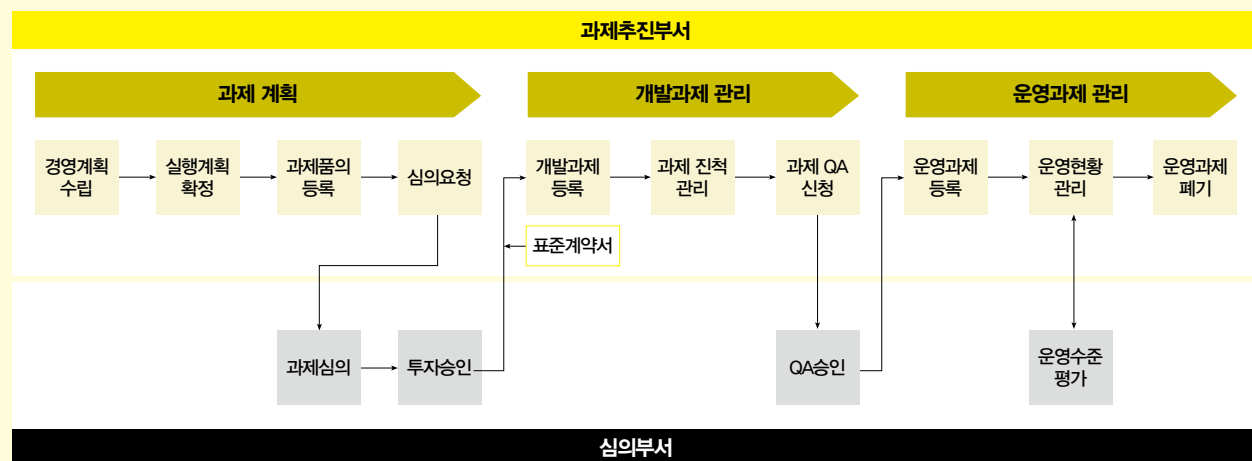 과제추진부서
과제 계획
개발과제 관리
운영과제 관리
경영계획
수립
실행계획
확정
과제품의
등록
심의요청
개발과제
등록
과제 진척
관리
과제 QA
신청
운영과제
등록
운영현황
관리
운영과제
폐기
표준계약서
과제심의
투자승인
QA승인
운영수준
평가
심의부서